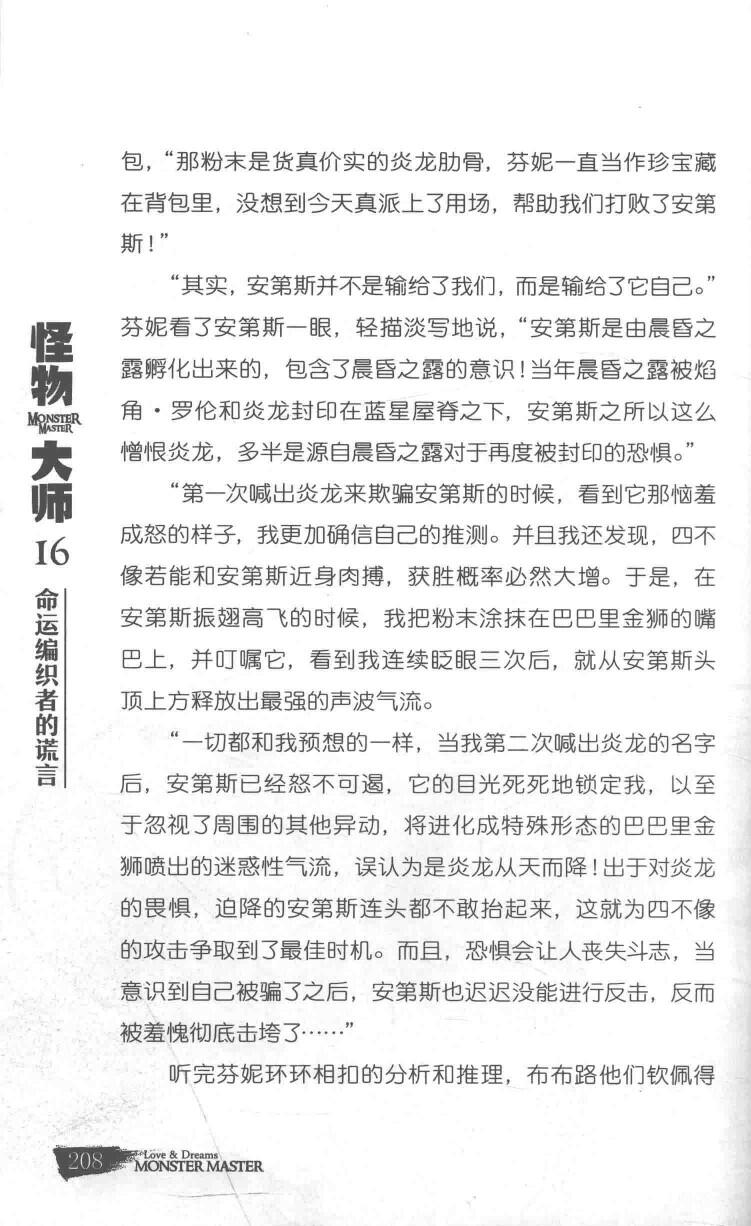 包，“那粉末是货真价实的炎龙肋骨，芬妮一直当作珍宝藏
在背包里，没想到今天真派上了用场，帮助我们打败了安第
斯！”
“其实，安第斯并不是输给了我们，而是输给了它自己。”
芬妮看了安第斯一眼，轻描淡写地说，“安第斯是由晨昏之
露孵化出来的，包含了晨昏之露的意识！当年晨昏之露被焰
角·罗伦和炎龙封印在蓝星屋脊之下，安第斯之所以这么
憎恨炎龙，多半是源自晨昏之露对于再度被封印的恐惧。”
“第一次喊出炎龙来欺骗安第斯的时候，看到它那恼羞
成怒的样子，我更加确信自己的推测。并且我还发现，四不
像若能和安第斯近身肉搏，获胜概率必然大增。于是，在
安第斯振翅高飞的时候，我把粉末涂抹在巴巴里金狮的嘴
巴上，并叮嘱它，看到我连续眨眼三次后，就从安第斯头
顶上方释放出最强的声波气流。
“一切都和我预想的一样，当我第二次喊出炎龙的名字
后，安第斯已经怒不可遏，它的目光死死地锁定我，以至
于忽视了周围的其他异动，将进化成特殊形态的巴巴里金
狮喷出的迷惑性气流，误认为是炎龙从天而降！出于对炎龙
的畏惧，迫降的安第斯连头都不敢抬起来，这就为四不像
的攻击争取到了最佳时机。而且，恐惧会让人丧失斗志，当
意识到自己被骗了之后，安第斯也迟迟没能进行反击，反而
被羞愧彻底击垮了……”
听完芬妮环环相扣的分析和推理，布布路他们钦佩得
怪物
MONSTER
MASTER
大师
16
命运编织者的谎言
208
Love & Dreams
MONSTER MASTER